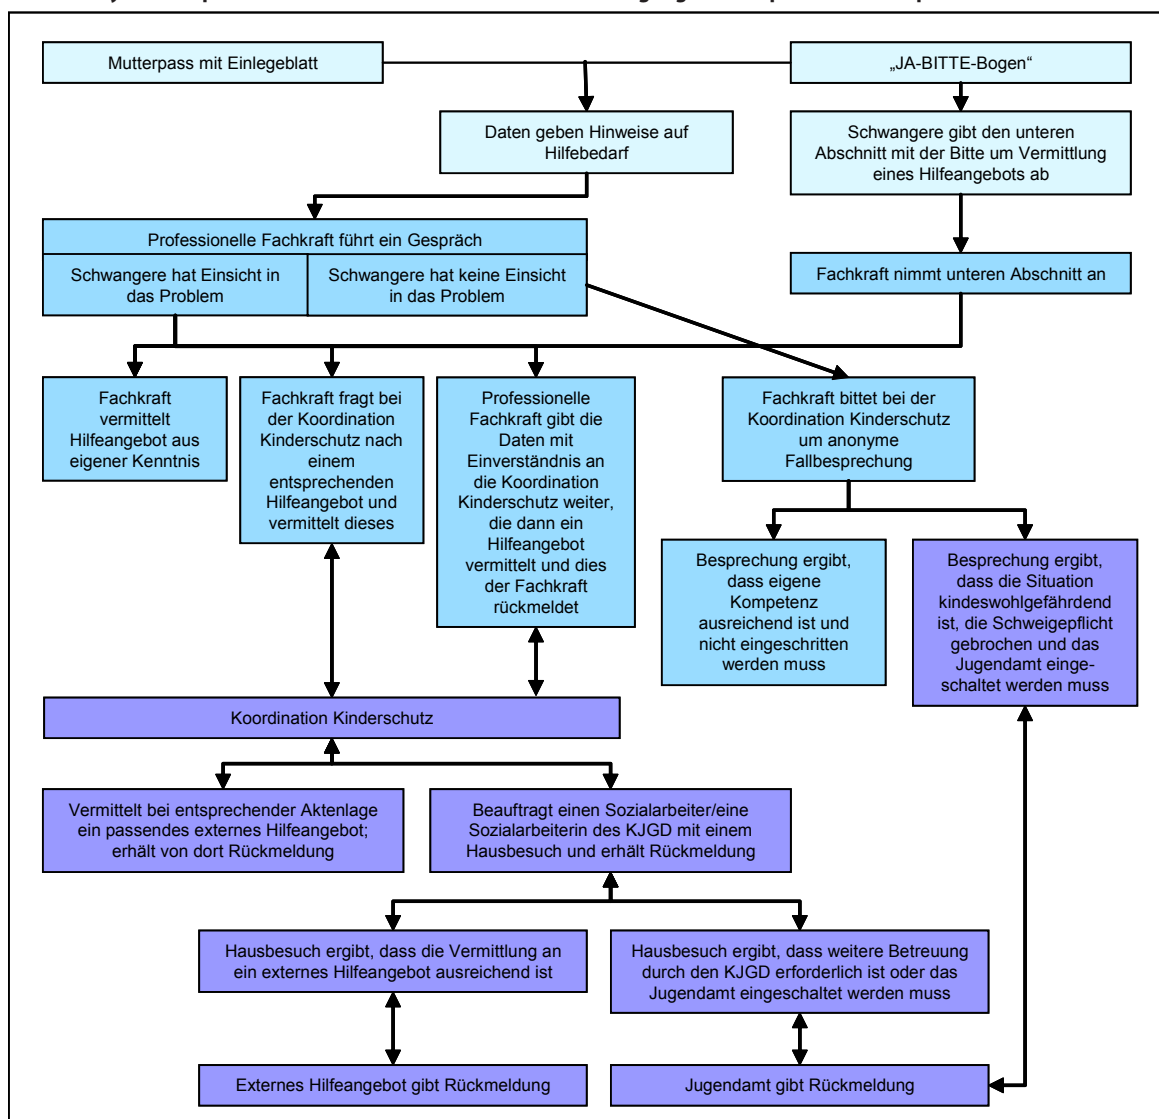 Mutterpass mit Einlegeblatt
„JA-BITTE-Bogen“
Daten geben Hinweise auf
Hilfebedarf
Schwangere gibt den unteren
Abschnitt mit der Bitte um Vermittlung
eines Hilfeangebots ab
Professionelle Fachkraft führt ein Gespräch
Schwangere hat Einsicht in
das Problem
Schwangere hat keine Einsicht
in das Problem
Fachkraft nimmt unteren Abschnitt an
Fachkraft
vermittelt
Hilfeangebot aus
eigener Kenntnis
Fachkraft fragt bei
der Koordination
Kinderschutz nach
einem
entsprechenden
Hilfeangebot und
vermittelt dieses
Professionelle
Fachkraft gibt die
Daten mit
Einverständnis an
die Koordination
Kinderschutz weiter,
die dann ein
Hilfeangebot
vermittelt und dies
der Fachkraft
rückmeldet
Fachkraft bittet bei der
Koordination Kinderschutz
um anonyme
Fallbesprechung
Besprechung ergibt,
dass eigene
Kompetenz
ausreichend ist und
nicht eingeschritten
werden muss
Besprechung ergibt,
dass die Situation
kindeswohlgefährdend
ist, die Schweigepflicht
gebrochen und das
Jugendamt einge-
schaltet werden muss
Koordination Kinderschutz
Vermittelt bei entsprechender Aktenlage
ein passendes externes Hilfeangebot;
erhält von dort Rückmeldung
Beauftragt einen Sozialarbeiter/eine
Sozialarbeiterin des KJGD mit einem
Hausbesuch und erhält Rückmeldung
Hausbesuch ergibt, dass die Vermittlung an
ein externes Hilfeangebot ausreichend ist
Hausbesuch ergibt, dass weitere Betreuung
durch den KJGD erforderlich ist oder das
Jugendamt eingeschaltet werden muss
Externes Hilfeangebot gibt Rückmeldung
Jugendamt gibt Rückmeldung